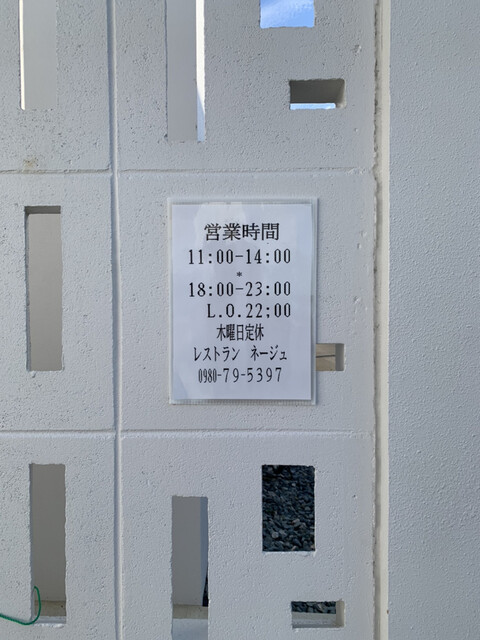 営業時間
11:00-14:00
*
18:00-23:00
L.O.22:00
木曜日定休
レストラン ネージュ
0980-79-5397